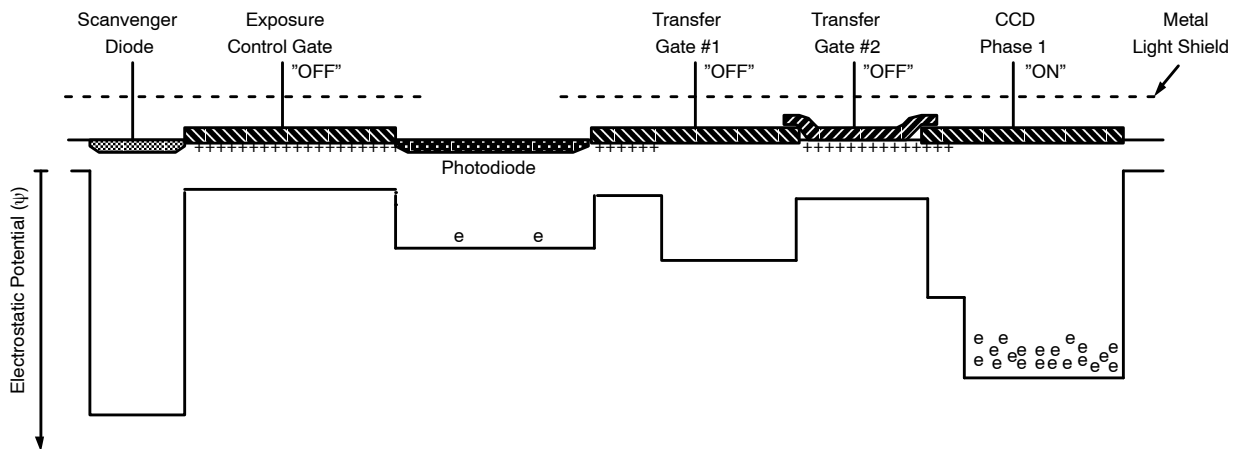 Scanvenger
Diode
Exposure
Control Gate
"OFF"
Transfer
Gate #1
"OFF"
Transfer
Gate #2
"OFF"
CCD
Phase 1
"ON"
Metal
Light Shield
+++++++++++++++++
++++++
++++++++++++
Photodiode
Electrostatic Potential (ψ)
e e
e e e e e e e e e e e e e e e e e e